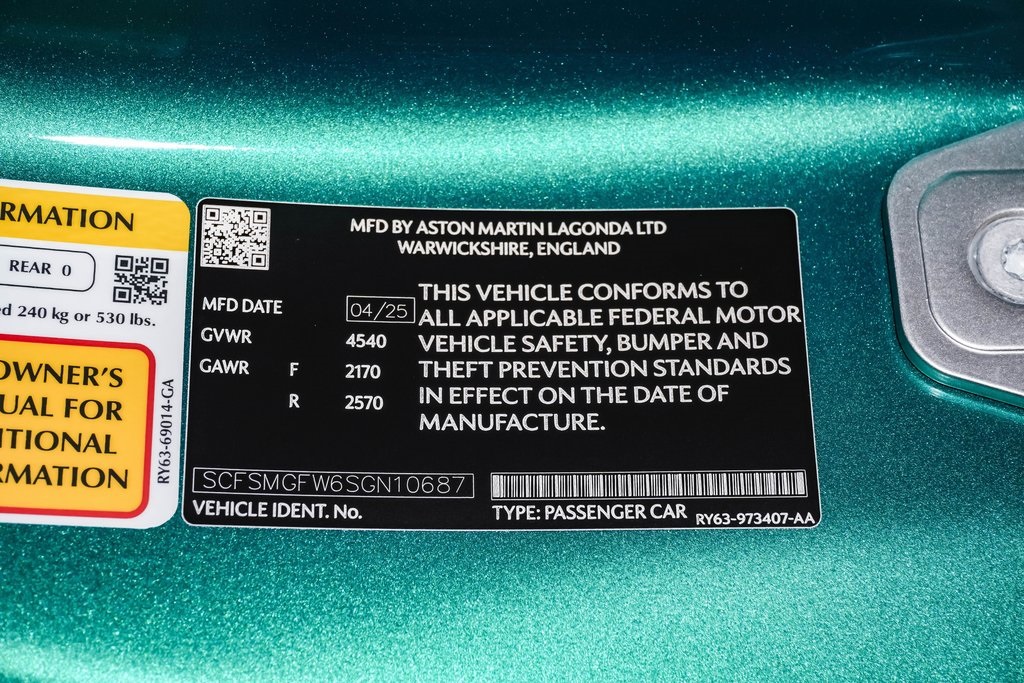 RMATION
REAR 0
ed 240 kg or 530 lbs.
OWNER'S
UAL FOR
ITIONAL
RMATION
RY63-69014-GA
MFD BY ASTON MARTIN LAGONDA LTD
WARWICKSHIRE, ENGLAND
MFD DATE 04/25
GVWR 4540
GAWR F 2170
R 2570
THIS VEHICLE CONFORMS TO
ALL APPLICABLE FEDERAL MOTOR
VEHICLE SAFETY, BUMPER AND
THEFT PREVENTION STANDARDS
IN EFFECT ON THE DATE OF
MANUFACTURE.
SCFSMGFW6SGN10687
VEHICLE IDENT. No.
TYPE: PASSENGER CAR
RY63-973407-AA